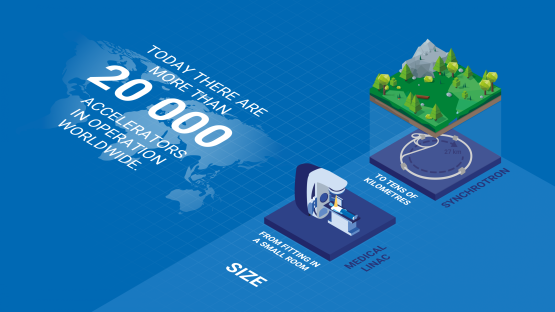 TODAY THERE ARE
MORE THAN
20 000
ACCELERATORS
IN OPERATION
WORLDWIDE.
TO TENS OF
KILOMETRES
SYNCHROTRON
FROM FITTING IN
A SMALL ROOM
MEDICAL
LINAC
SIZE